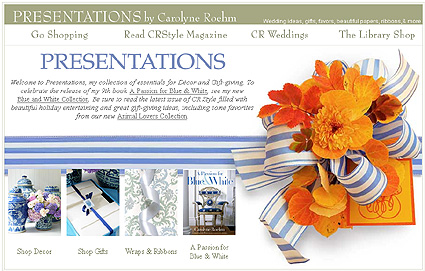 PRESENTATIONS by Carolyne Roehm
Wedding ideas, gifts, favors, beautiful papers, ribbons, & more
Go Shopping Read CRStyle Magazine CR Weddings The Library Shop
PRESENTATIONS
Welcome to Presentations, my collection of essentials for Décor and Gift-giving. To
celebrate the release of my 9th book A Passion for Blue & White, see my new
Blue and White Collection. Be sure to read the latest issue of CR Style filled with
beautiful holiday entertaining and great gift-giving ideas, including some favorites
from our new Animal Lovers Collection.
A Passion for
Blue & White
Carolyne Roehm
Shop Decor Shop Gifts Wraps & Ribbons A Passion for
Blue & White